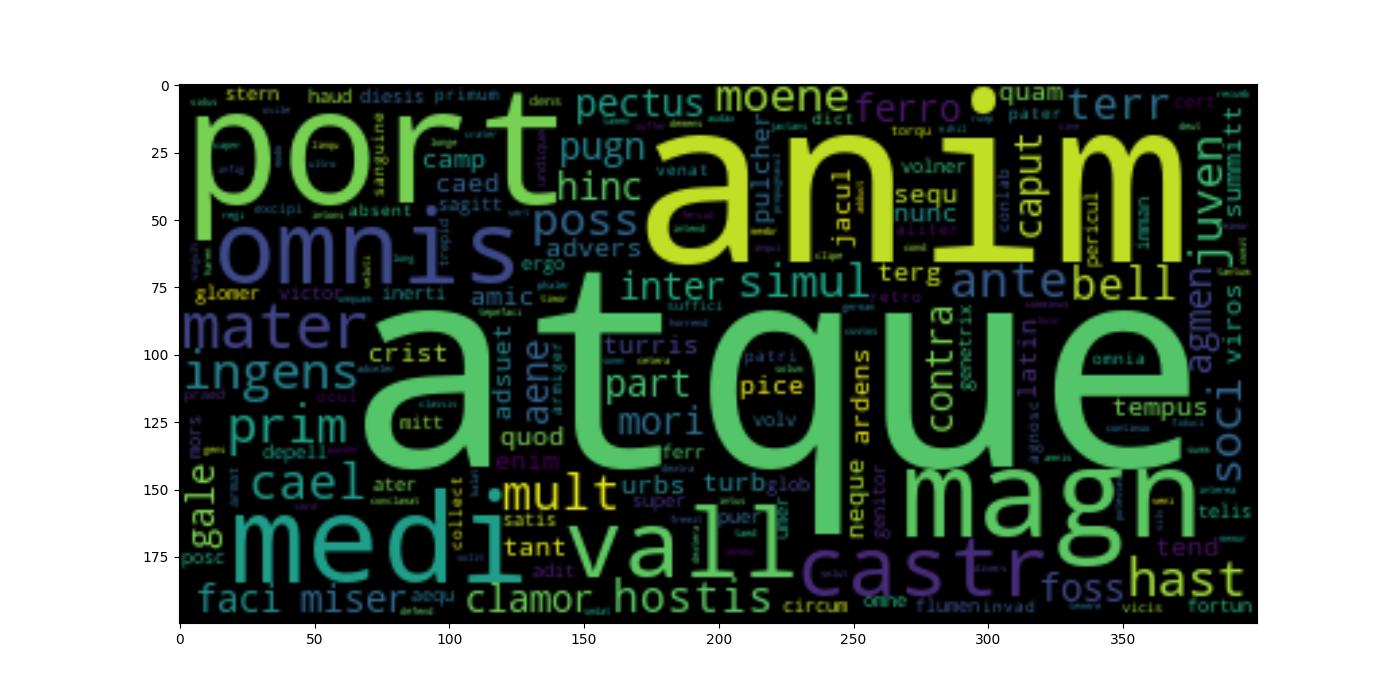 stern haud diesis primum dens pectus moene ferro quam terr cert
port anim
dict pater torqu
sanguine undique camp pugn pulcher venat volner caput juven summitt
caed hinc jacul sequ
absent sagitt poss nunc pericul inman
regi excipi advers aliter
omnis trepid
ergo inter simul terg ante bell
glomer victor inerti amic suffici retro agmen viros
mater atque
crist turris contra genetrix latin
ingens adsuet aene armiger patri omnia
ocul part pice ardens
mitt mori volv tempus soci
prim quod agnosc
mors depell enim ferr
cael ater mult urbs turb glob neque genitor magn
gale collect super telis
medi satis vall puer
posc tant adit castr tend
faci miser aequ clamor hostis circum omne flumen invad foss hast vicis fortun
0 50 100 150 200 250 300 350
0
25
50
75
100
125
150
175